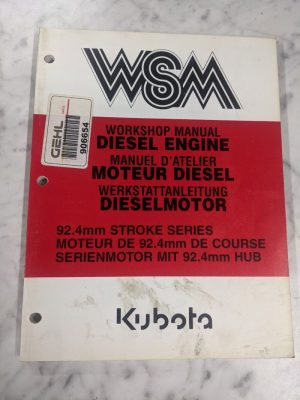 WSM
GEHL
906654
WORKSHOP MANUAL
DIESEL ENGINE
MANUEL D'ATELIER
MOTEUR DIESEL
WERKSTATTANLEITUNG
DIESELMOTOR
92.4mm STROKE SERIES
MOTEUR DE 92.4mm DE COURSE
SERIENMOTOR MIT 92.4mm HUB
Kubota